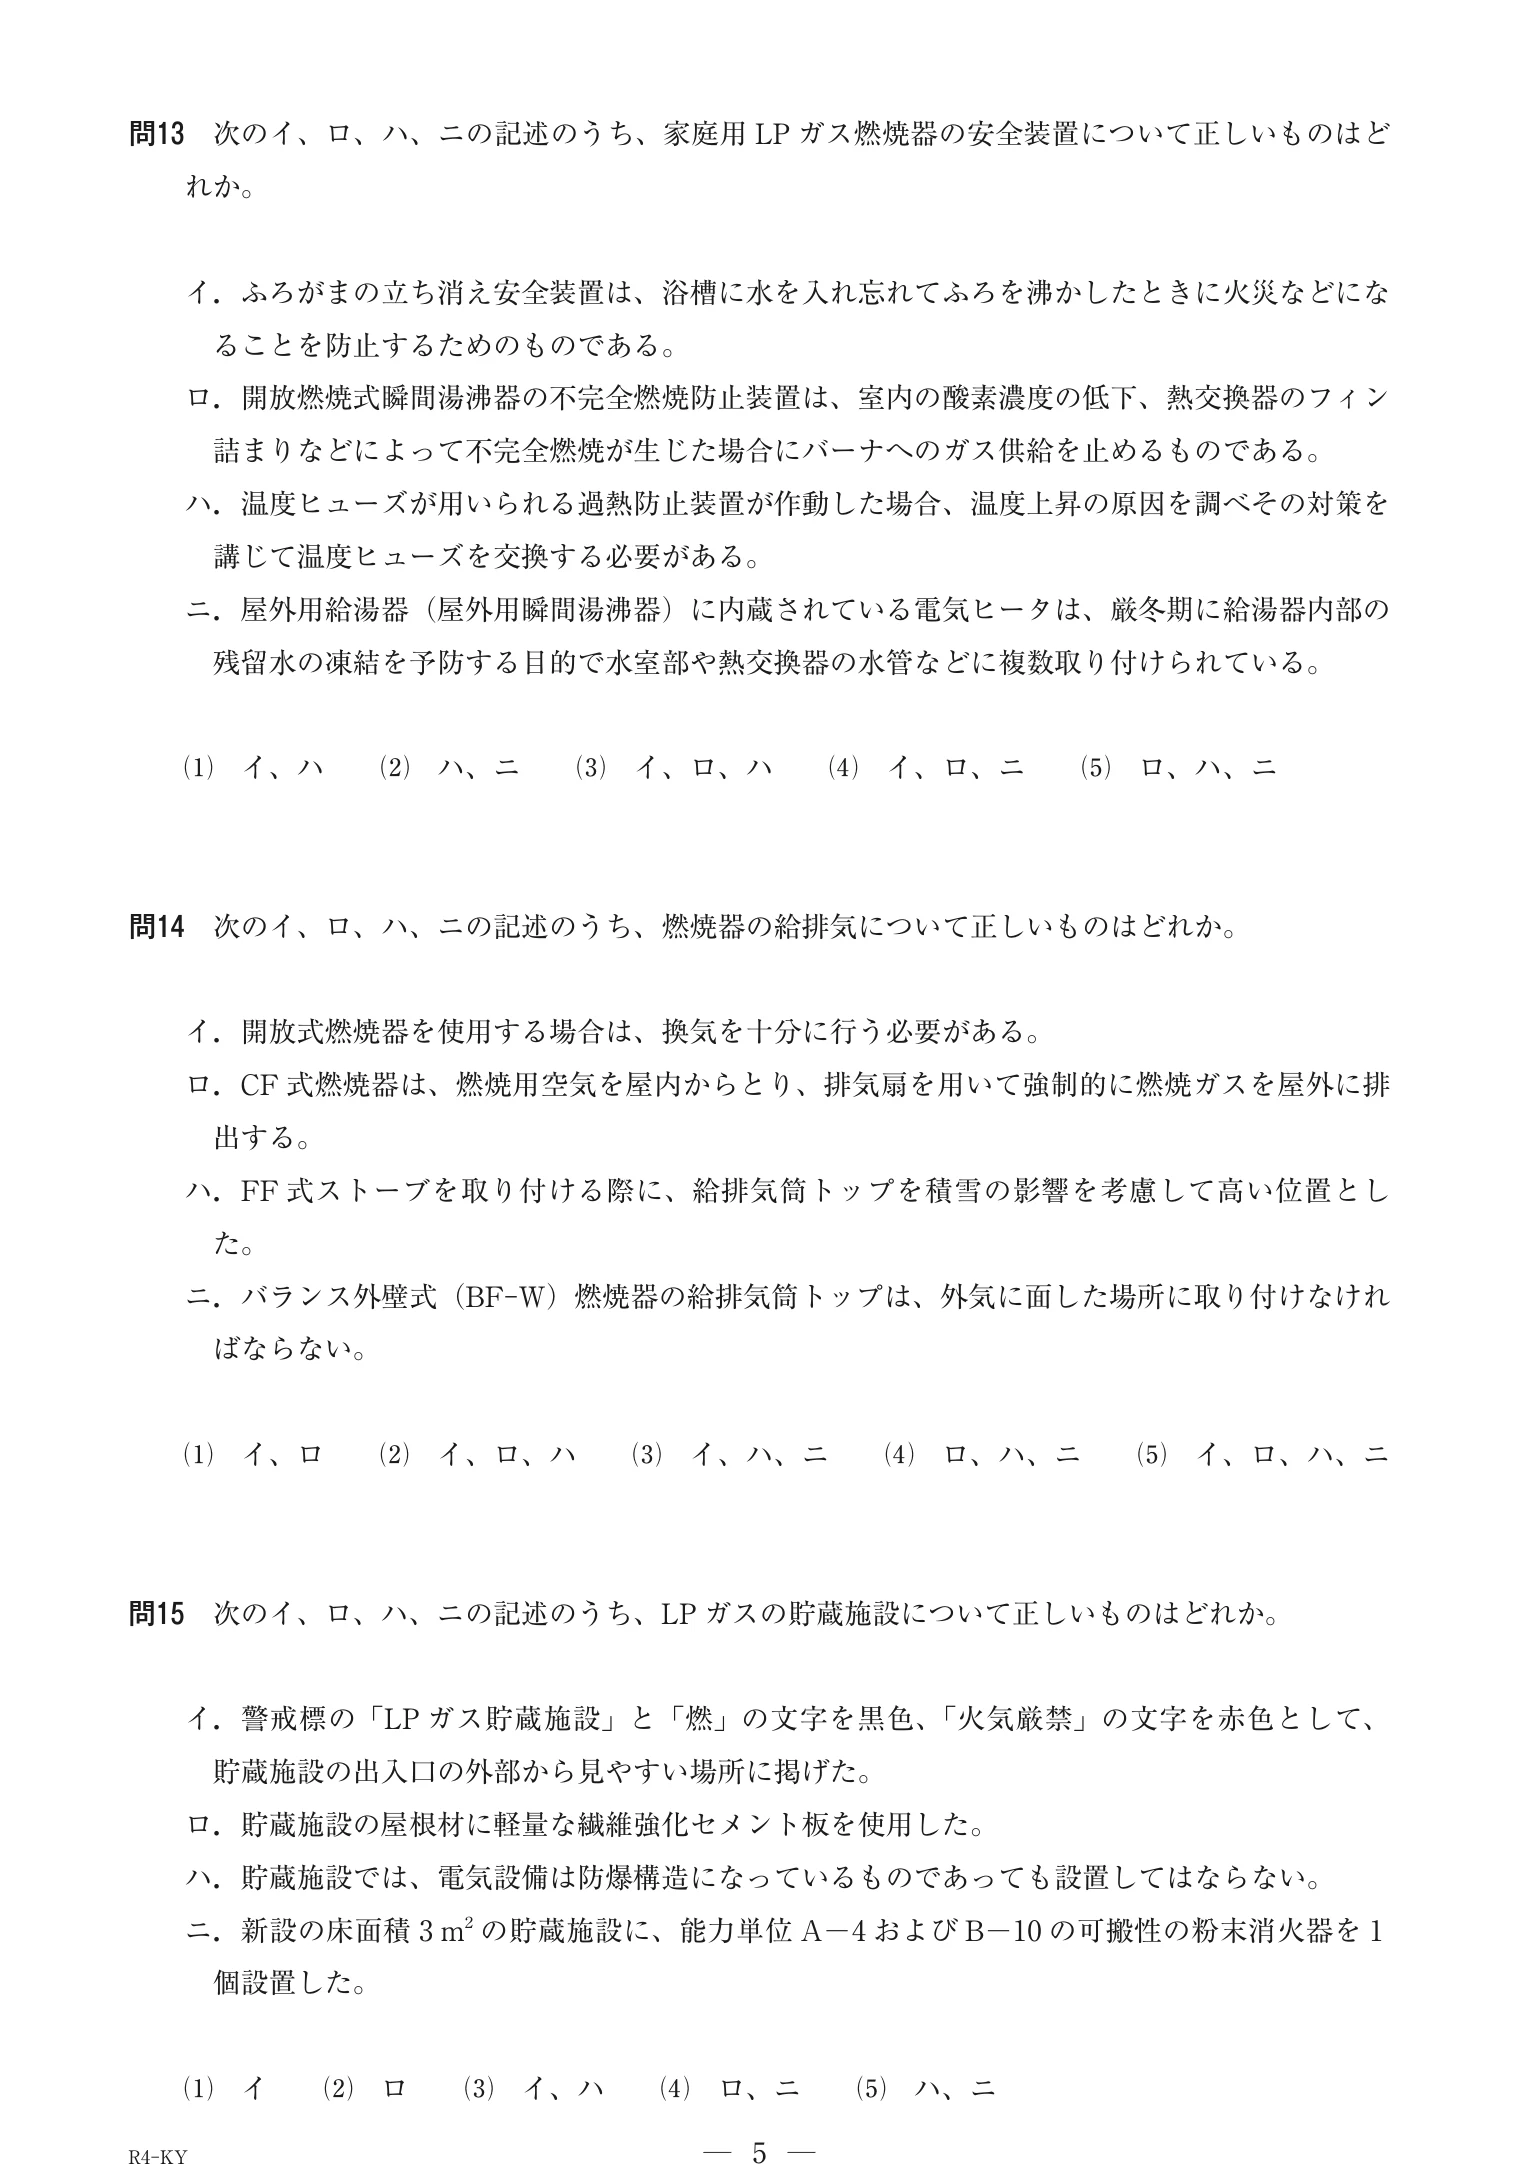 問13　次のイ、ロ、ハ、ニの記述のうち、家庭用 LP ガス燃焼器の安全装置について正しいものはど
れか。
イ．ふろがまの立ち消え安全装置は、浴槽に水を入れ忘れてふろを沸かしたときに火災などにな
ることを防止するためのものである。
ロ．開放燃焼式瞬間湯沸器の不完全燃焼防止装置は、室内の酸素濃度の低下、熱交換器のフィン
詰まりなどによって不完全燃焼が生じた場合にバーナへのガス供給を止めるものである。
ハ．温度ヒューズが用いられる過熱防止装置が作動した場合、温度上昇の原因を調べその対策を
講じて温度ヒューズを交換する必要がある。
ニ．屋外用給湯器（屋外用瞬間湯沸器）に内蔵されている電気ヒータは、厳冬期に給湯器内部の
残留水の凍結を予防する目的で水室部や熱交換器の水管などに複数取り付けられている。
(1)　イ、ハ　　(2)　ハ、ニ　　(3)　イ、ロ、ハ　　(4)　イ、ロ、ニ　　(5)　ロ、ハ、ニ
問14　次のイ、ロ、ハ、ニの記述のうち、燃焼器の給排気について正しいものはどれか。
イ．開放式燃焼器を使用する場合は、換気を十分に行う必要がある。
ロ．CF 式燃焼器は、燃焼用空気を屋内からとり、排気扇を用いて強制的に燃焼ガスを屋外に排
出する。
ハ．FF 式ストーブを取り付ける際に、給排気筒トップを積雪の影響を考慮して高い位置とし
た。
ニ．バランス外壁式（BF-W）燃焼器の給排気筒トップは、外気に面した場所に取り付けなけれ
ばならない。
(1)　イ、ロ　　(2)　イ、ロ、ハ　　(3)　イ、ハ、ニ　　(4)　ロ、ハ、ニ　　(5)　イ、ロ、ハ、ニ
問15　次のイ、ロ、ハ、ニの記述のうち、LP ガスの貯蔵施設について正しいものはどれか。
イ．警戒標の「LP ガス貯蔵施設」と「燃」の文字を黒色、「火気厳禁」の文字を赤色として、
貯蔵施設の出入口の外部から見やすい場所に掲げた。
ロ．貯蔵施設の屋根材に軽量な繊維強化セメント板を使用した。
ハ．貯蔵施設では、電気設備は防爆構造になっているものであっても設置してはならない。
ニ．新設の床面積 3 m² の貯蔵施設に、能力単位 A－4 および B－10 の可搬性の粉末消火器を 1
個設置した。
(1)　イ　　(2)　ロ　　(3)　イ、ハ　　(4)　ロ、ニ　　(5)　ハ、ニ
R4-KY
― 5 ―